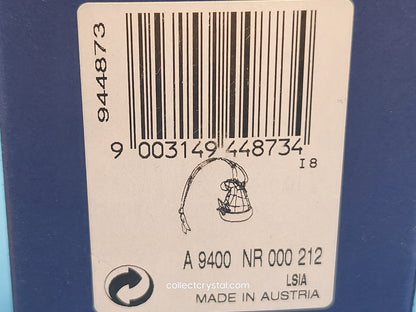 944873
9 003149 448734
I8
A 9400 NR 000 212
LSIA
collectcrystal.com
MADE IN AUSTRIA